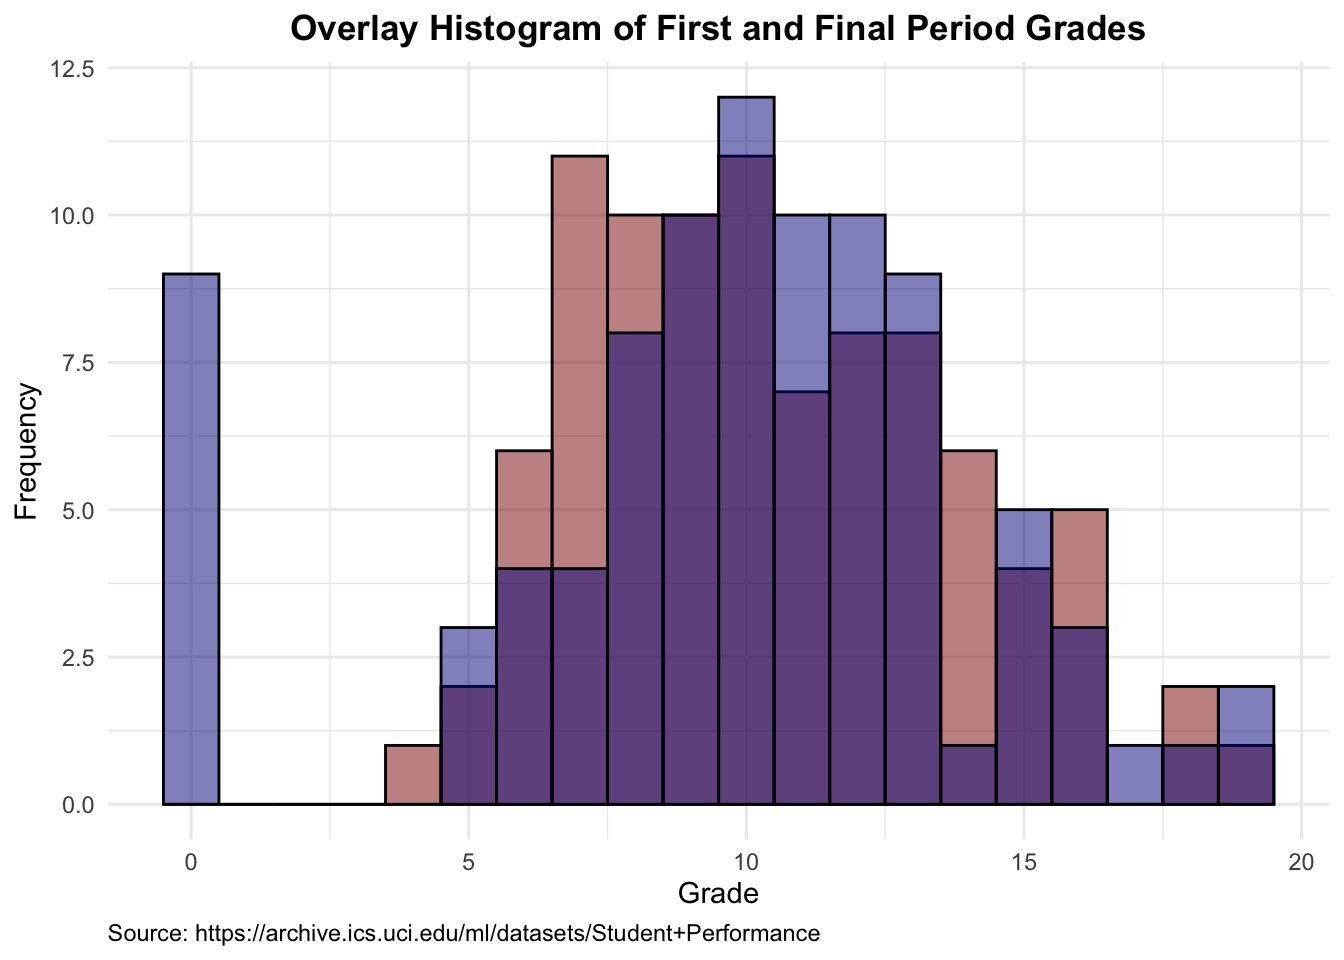 Overlay Histogram of First and Final Period Grades
12.5
10.0
7.5
5.0
2.5
0.0
Frequency
0 5 10 15 20
Grade
Source: https://archive.ics.uci.edu/ml/datasets/Student+Performance